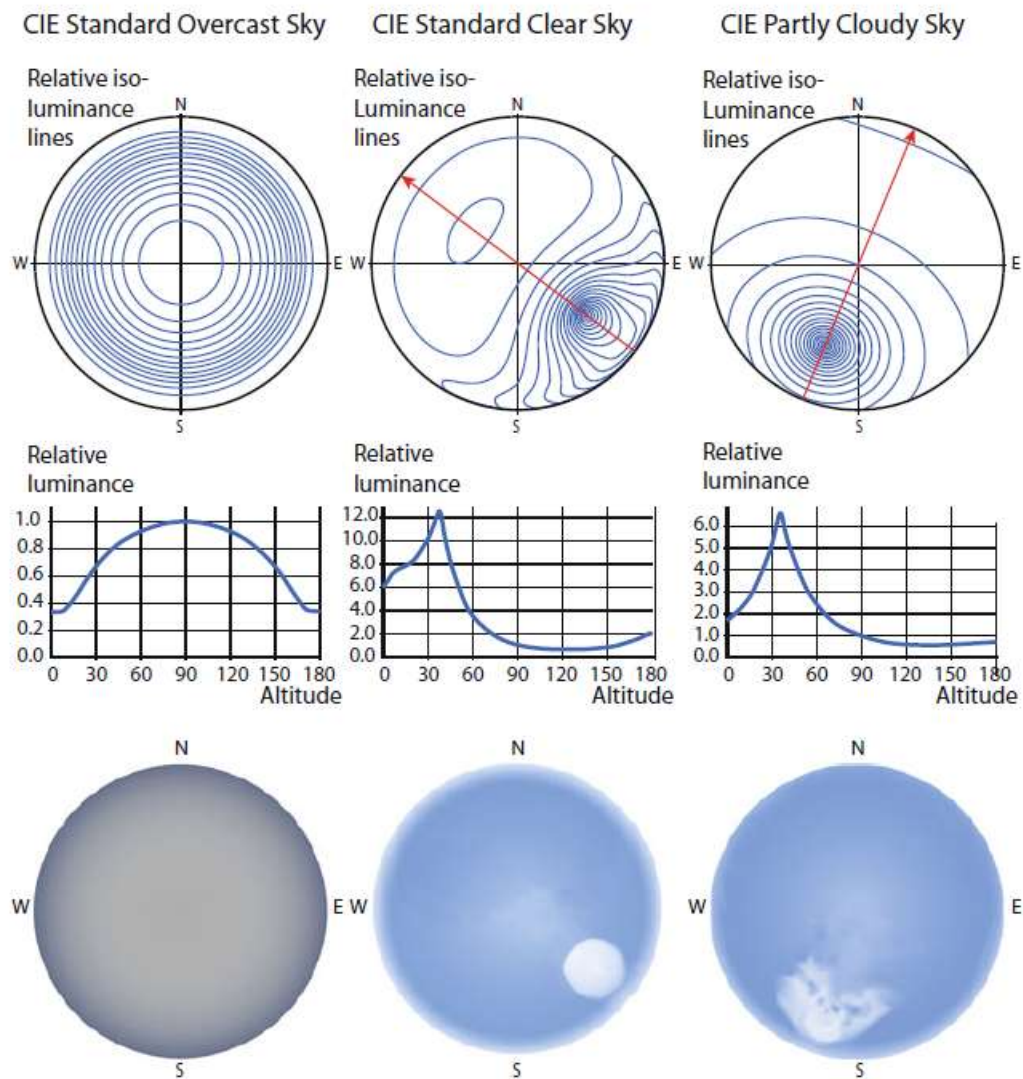 CIE Standard Overcast Sky
CIE Standard Clear Sky
CIE Partly Cloudy Sky
Relative iso-
luminance
lines
N
W
E
S
Relative iso-
Luminance
lines
N
W
E
S
Relative iso-
Luminance
lines
N
W
E
S
Relative
luminance
1.0
0.8
0.6
0.4
0.2
0.0
0 30 60 90 120 150 180
Altitude
Relative
luminance
12.0
10.0
8.0
6.0
4.0
2.0
0.0
0 30 60 90 120 150 180
Altitude
Relative
luminance
6.0
5.0
4.0
3.0
2.0
1.0
0.0
0 30 60 90 120 150 180
Altitude
N
W
E
S
N
W
E
S
N
W
E
S